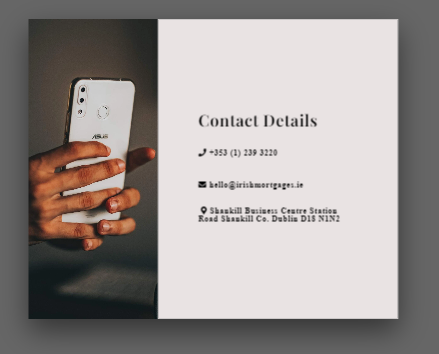 ASUS
Contact Details
+353 (1) 239 3220
hello@irishmortgages.ie
Shankill Business Centre Station
Road Shankill Co. Dublin D18 N1N2